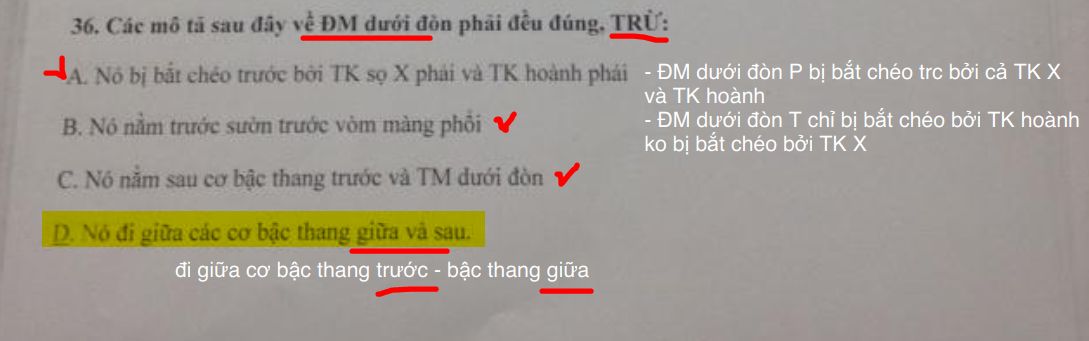 36. Các mô tả sau đây về ĐM dưới đòn phải đều đúng, TRỪ:
A. Nó bị bắt chéo trước bởi TK sọ X phải và TK hoành phải
- ĐM dưới đòn P bị bắt chéo trc bởi cả TK X
và TK hoành
- ĐM dưới đòn T chỉ bị bắt chéo bởi TK hoành
ko bị bắt chéo bởi TK X
B. Nó nằm trước sườn trước vòm màng phổi
C. Nó nằm sau cơ bậc thang trước và TM dưới đòn
D. Nó đi giữa các cơ bậc thang giữa và sau.
đi giữa cơ bậc thang trước - bậc thang giữa